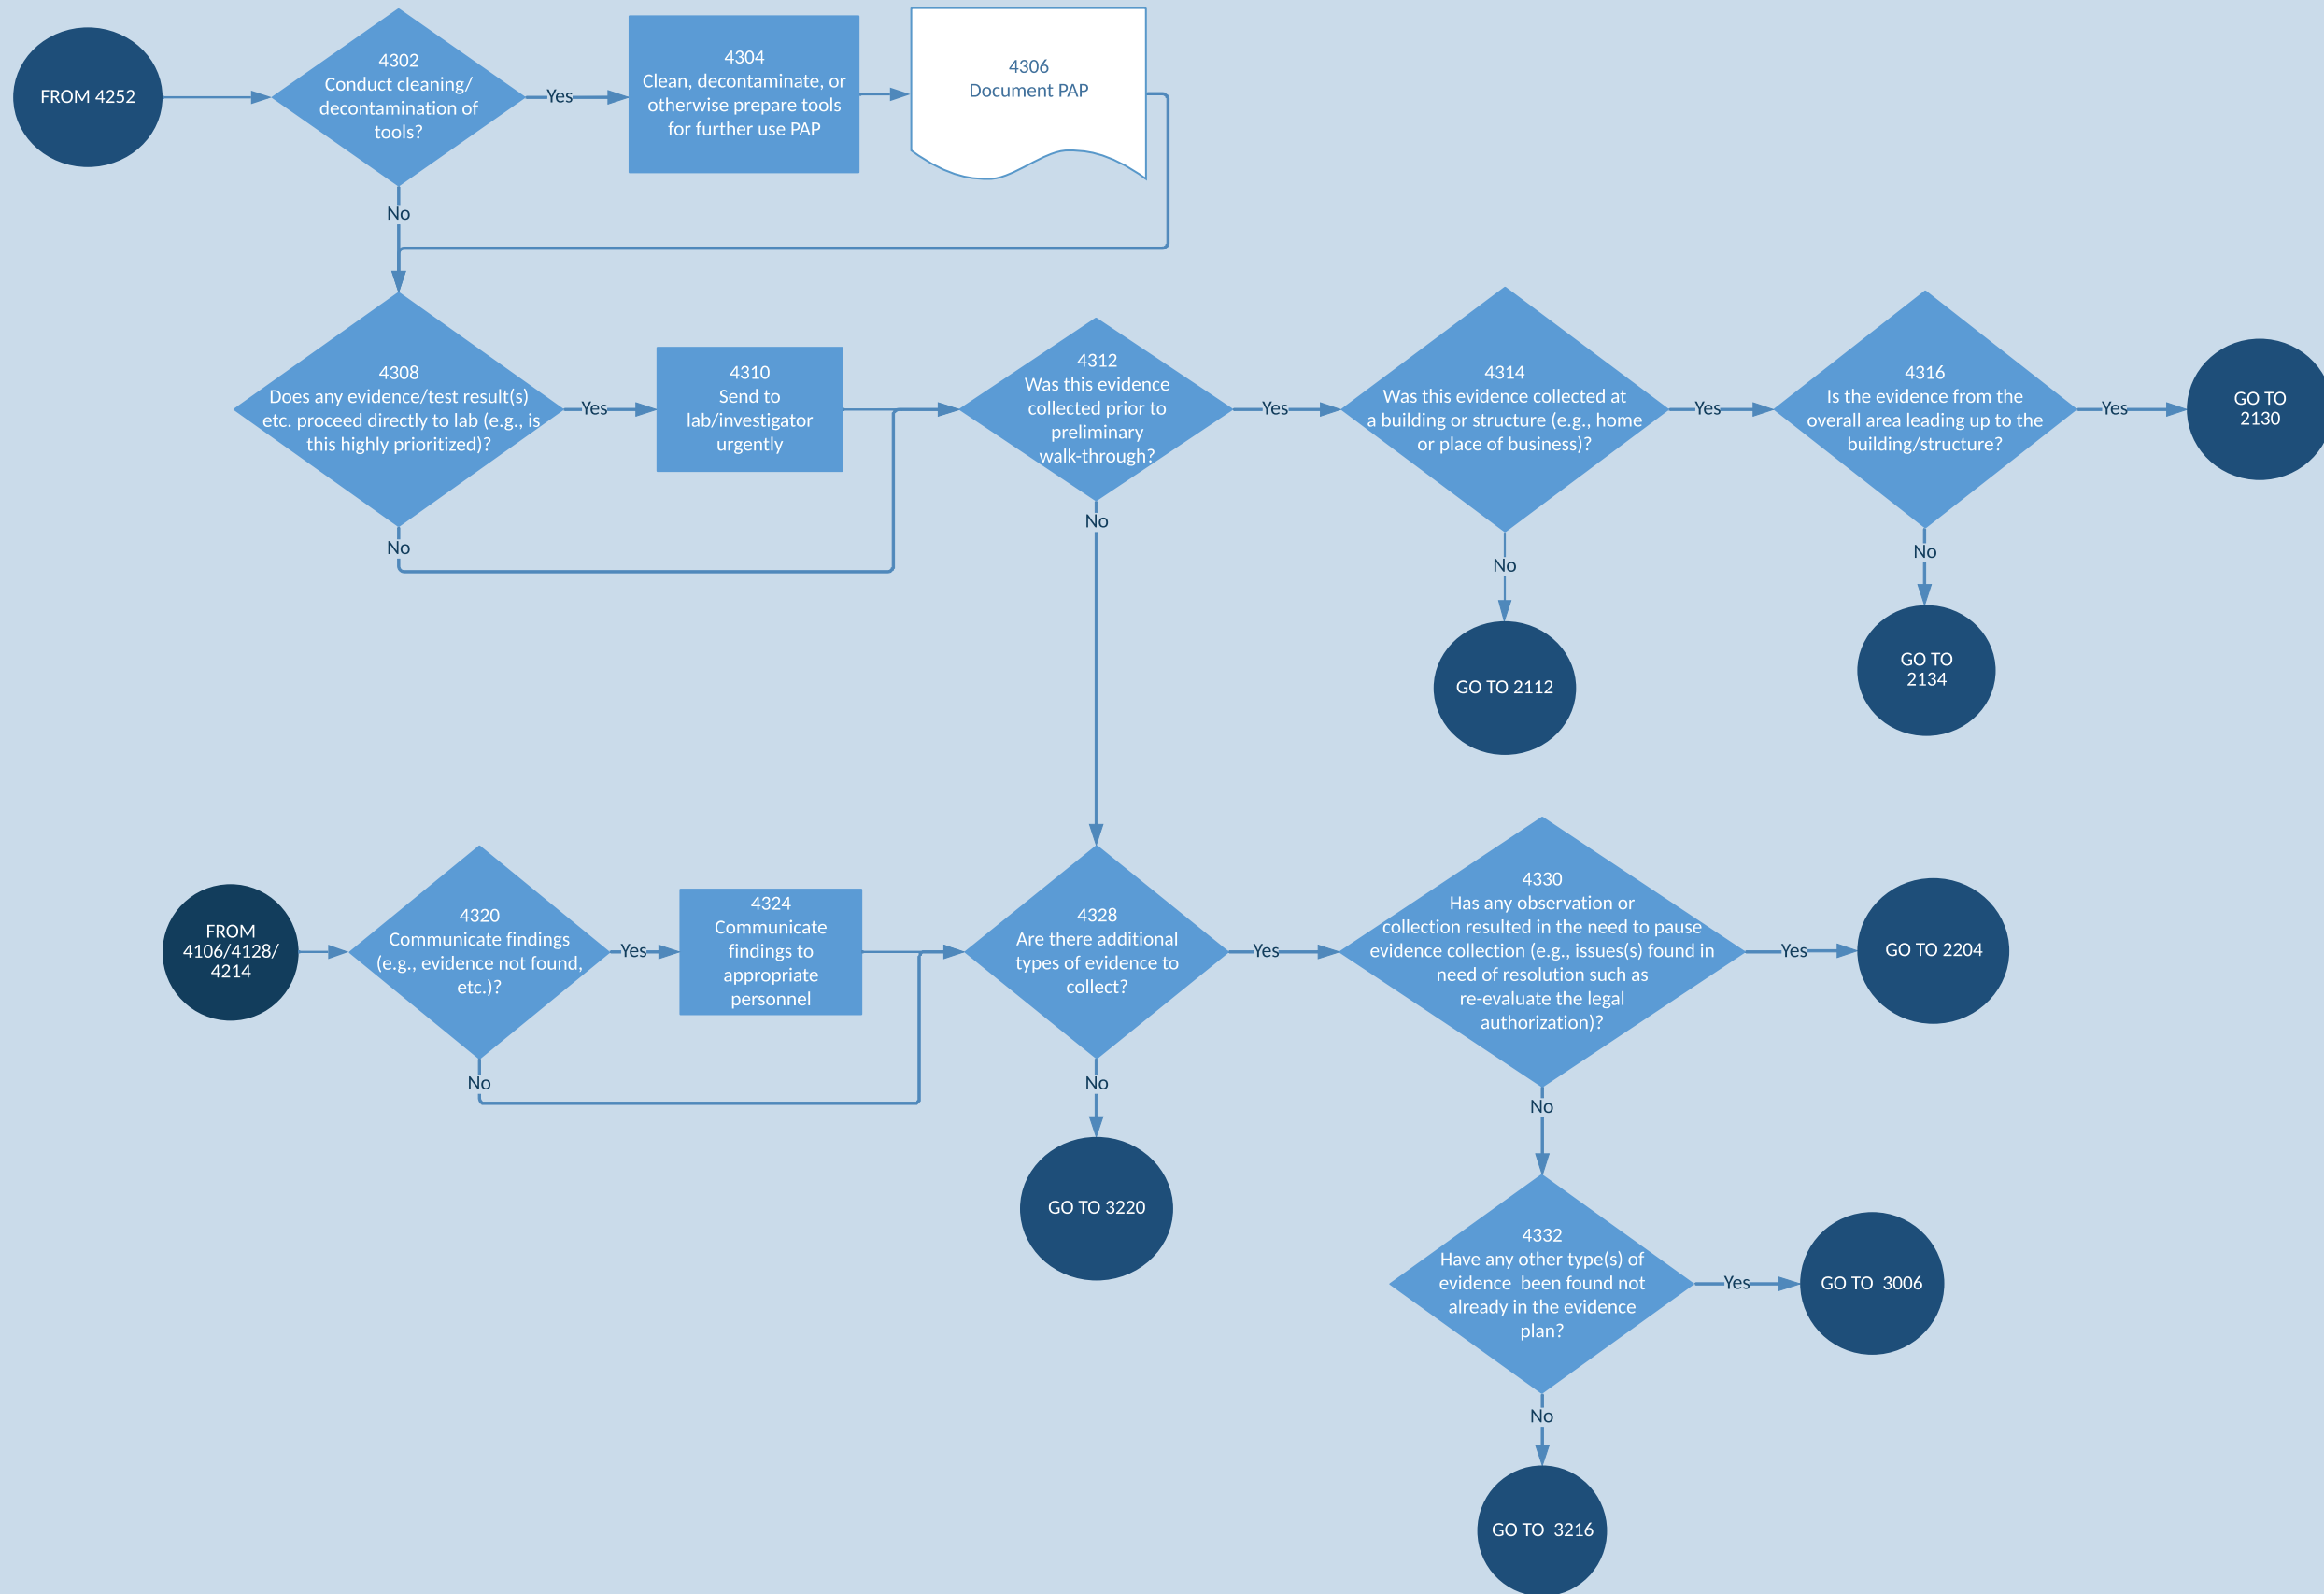 FROM 4252
4302
Conduct cleaning/
decontamination of
tools?
Yes
4304
Clean, decontaminate, or
otherwise prepare tools
for further use PAP
4306
Document PAP
No
4308
Does any evidence/test result(s)
etc. proceed directly to lab (e.g., is
this highly prioritized)?
Yes
4310
Send to
lab/investigator
urgently
No
4312
Was this evidence
collected prior to
preliminary
walk-through?
Yes
4314
Was this evidence collected at
a building or structure (e.g., home
or place of business)?
Yes
4316
Is the evidence from the
overall area leading up to the
building/structure?
Yes
GO TO
2130
No
No
GO TO 2112
No
GO TO
2134
FROM
4106/4128/
4214
4320
Communicate findings
(e.g., evidence not found,
etc.)?
Yes
4324
Communicate
findings to
appropriate
personnel
No
4328
Are there additional
types of evidence to
collect?
Yes
4330
Has any observation or
collection resulted in the need to pause
evidence collection (e.g., issues(s) found in
need of resolution such as
re-evaluate the legal
authorization)?
Yes
GO TO 2204
No
GO TO 3220
No
4332
Have any other type(s) of
evidence  been found not
already in the evidence
plan?
Yes
GO TO  3006
No
GO TO  3216